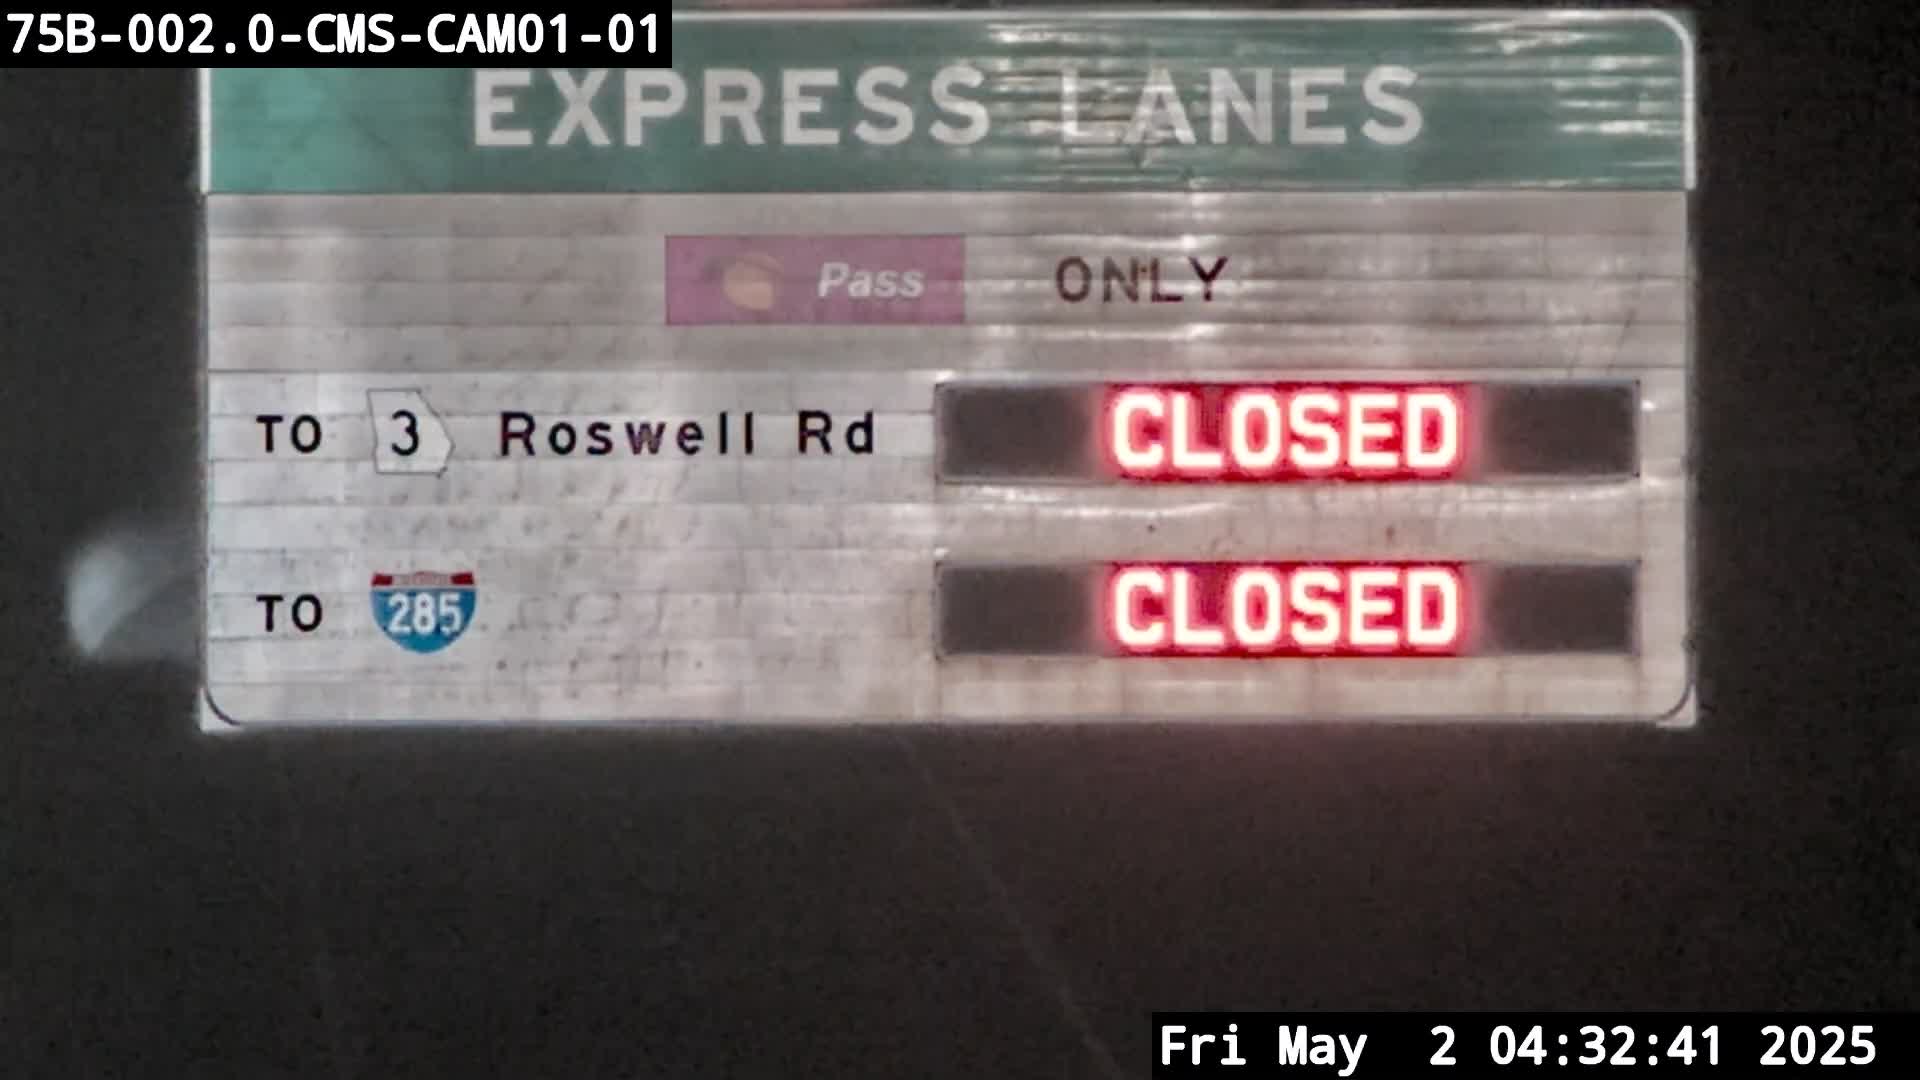 75B-002.0-CMS-CAM01-01
EXPRESS LANES
Pass ONLY
TO 3 Roswell Rd CLOSED
TO 285 CLOSED
Fri May 2 04:32:41 2025